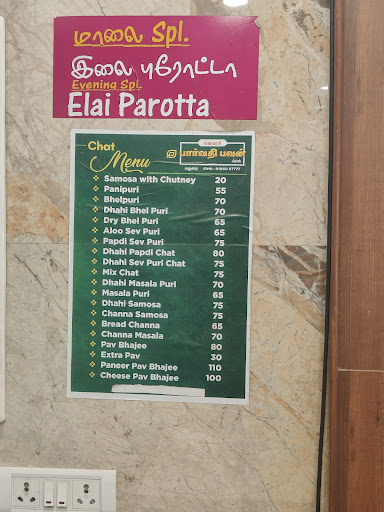 மாலை Spl.
இலை புரோட்டா
Evening Spl.
Elai Parotta
Chat
Menu
பார்வதி பவன்
Samosa with Chutney 20
Panipuri 55
Bhelpuri 70
Dhahi Bhel Puri 70
Dry Bhel Puri 65
Aloo Sev Puri 65
Papdi Sev Puri 75
Dhahi Papdi Chat 80
Dhahi Sev Puri Chat 75
Mix Chat 75
Dhahi Masala Puri 70
Masala Puri 65
Dhahi Samosa 75
Channa Samosa 75
Bread Channa 65
Channa Masala 70
Pav Bhajee 80
Extra Pav 30
Paneer Pav Bhajee 110
Cheese Pav Bhajee 100